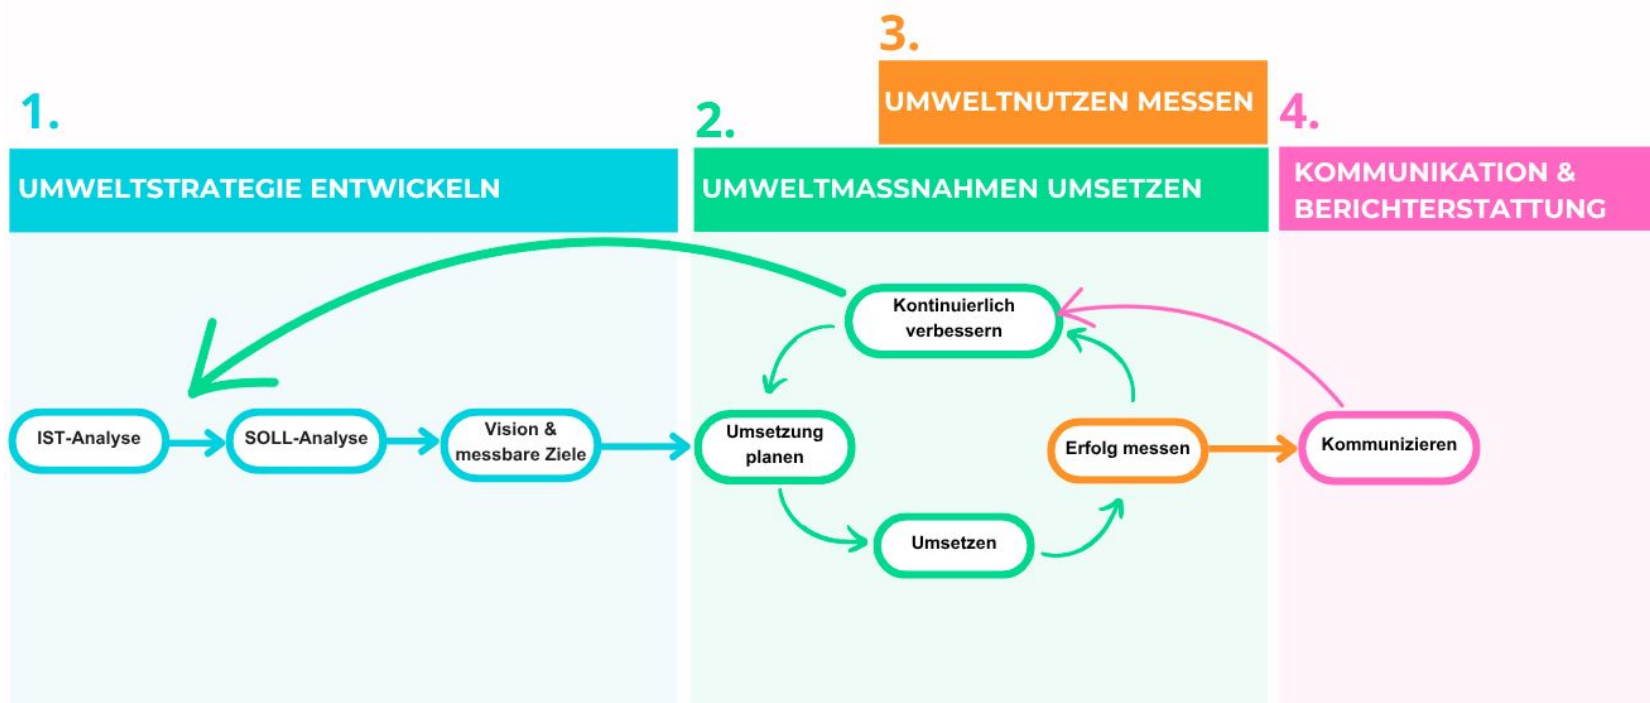 1.
UMWELTSTRATEGIE ENTWICKELN
IST-Analyse
SOLL-Analyse
Vision &
messbare Ziele
2.
UMWELTMASSNAHMEN UMSETZEN
3.
UMWELTNUTZEN MESSEN
Kontinuierlich
verbessern
Umsetzung
planen
Umsetzen
Erfolg messen
4.
KOMMUNIKATION &
BERICHTERSTATTUNG
Kommunizieren